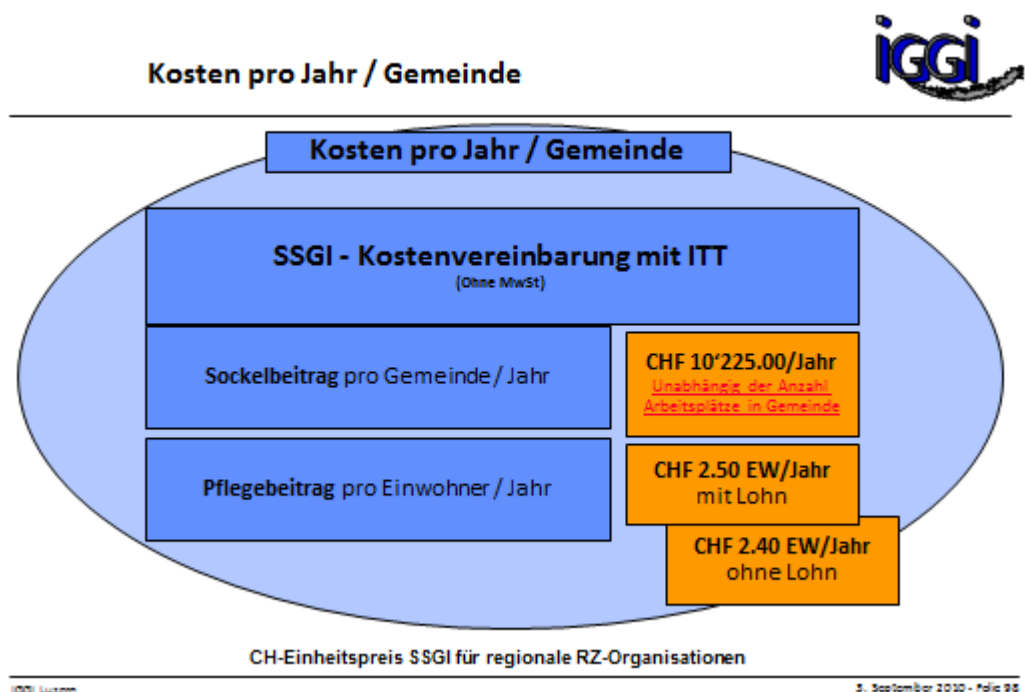 Kosten pro Jahr / Gemeinde
iGGi
Kosten pro Jahr / Gemeinde
SSGI - Kostenvereinbarung mit ITT
(Ohne MwSt)
Sockelbeitrag pro Gemeinde / Jahr
CHF 10‘225.00/Jahr
Unabhängig der Anzahl
Arbeitsplätze in Gemeinde
Pflegebeitrag pro Einwohner / Jahr
CHF 2.50 EW/Jahr
mit Lohn
CHF 2.40 EW/Jahr
ohne Lohn
CH-Einheitspreis SSGI für regionale RZ-Organisationen
IGGI Luzern
September 2010 - Folie 98